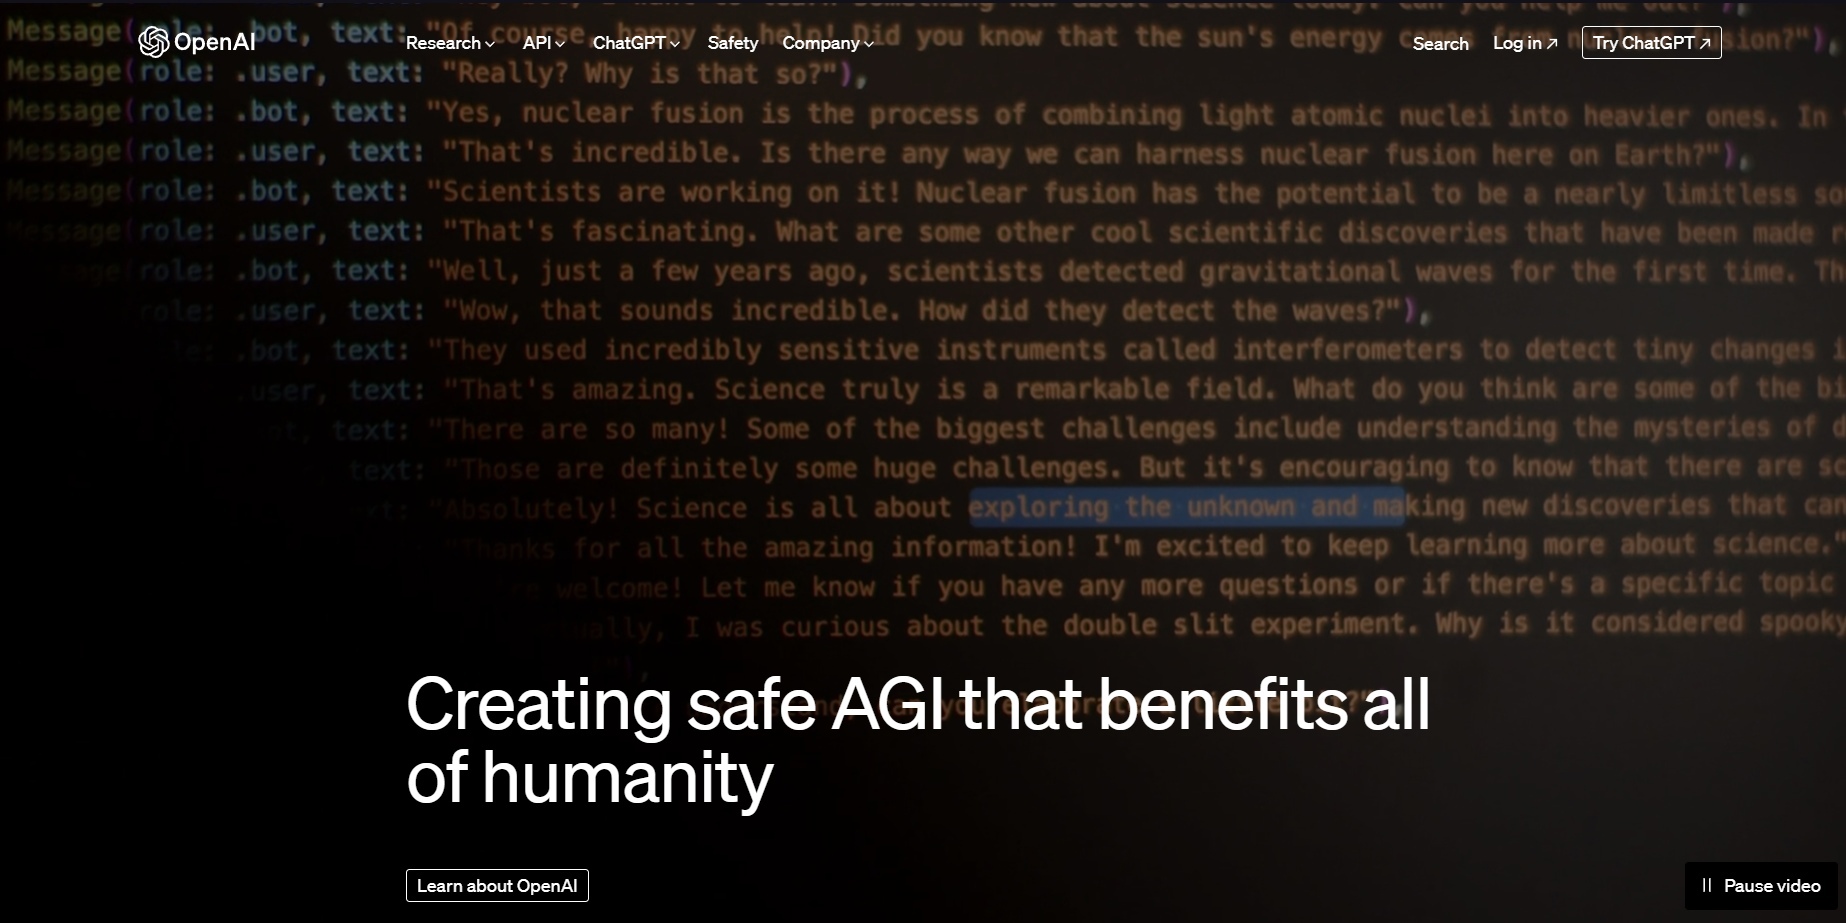 OpenAI
Research
API
ChatGPT
Safety
Company
Search
Log in ↗
Try ChatGPT ↗
Message(role: .bot, text: "Of course, happy to help! Did you know that the sun's energy
Message(role: .user, text: "Really? Why is that so?"),
Message(role: .bot, text: "Yes, nuclear fusion is the process of combining light atomic nuclei into heavier ones. In
Message(role: .user, text: "That's incredible. Is there any way we can harness nuclear fusion here on Earth?"),
Message(role: .bot, text: "Scientists are working on it! Nuclear fusion has the potential to be a nearly limitless so
Message(role: .user, text: "That's fascinating. What are some other cool scientific discoveries that have been made r
role: .bot, text: "Well, just a few years ago, scientists detected gravitational waves for the first time. Th
role: .user, text: "Wow, that sounds incredible. How did they detect the waves?"),
.bot, text: "They used incredibly sensitive instruments called interferometers to detect tiny changes i
.user, text: "That's amazing. Science truly is a remarkable field. What do you think are some of the bi
text: "There are so many! Some of the biggest challenges include understanding the mysteries of d
text: "Those are definitely some huge challenges. But it's encouraging to know that there are sc
"Absolutely! Science is all about exploring the unknown and making new discoveries that can
"Thanks for all the amazing information! I'm excited to keep learning more about science."
welcome! Let me know if you have any more questions or if there's a specific topic
I was curious about the double slit experiment. Why is it considered spooky
Creating safe AGI that benefits all
of humanity
Learn about OpenAI
Pause video